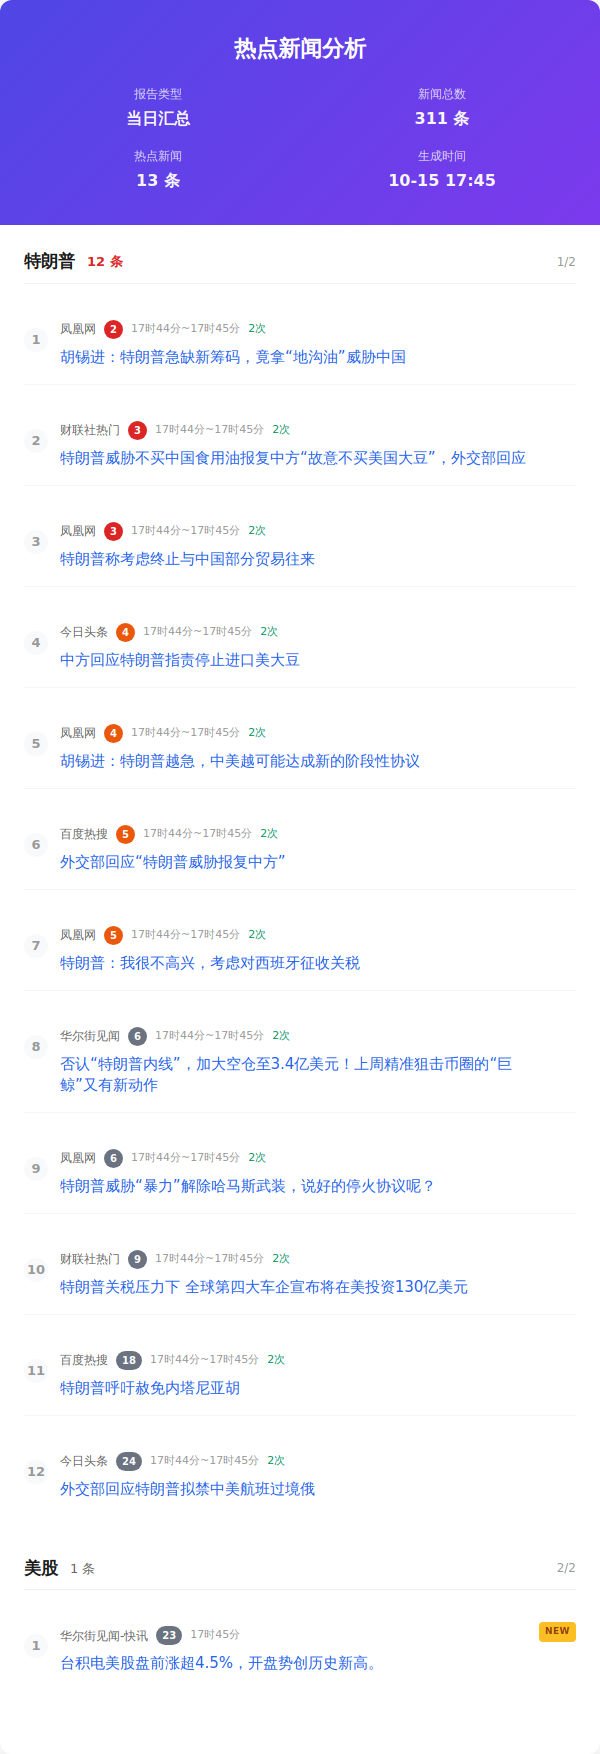 热点新闻分析
报告类型
当日汇总
新闻总数
311 条
热点新闻
13 条
生成时间
10-15 17:45
特朗普 12 条 1/2
1 凤凰网 2 17时44分~17时45分 2次
胡锡进：特朗普急缺新筹码，竟拿“地沟油”威胁中国
2 财联社热门 3 17时44分~17时45分 2次
特朗普威胁不买中国食用油报复中方“故意不买美国大豆”，外交部回应
3 凤凰网 3 17时44分~17时45分 2次
特朗普称考虑终止与中国部分贸易往来
4 今日头条 4 17时44分~17时45分 2次
中方回应特朗普指责停止进口美大豆
5 凤凰网 4 17时44分~17时45分 2次
胡锡进：特朗普越急，中美越可能达成新的阶段性协议
6 百度热搜 5 17时44分~17时45分 2次
外交部回应“特朗普威胁报复中方”
7 凤凰网 5 17时44分~17时45分 2次
特朗普：我很不高兴，考虑对西班牙征收关税
8 华尔街见闻 6 17时44分~17时45分 2次
否认“特朗普内线”，加大空仓至3.4亿美元！上周精准狙击币圈的“巨
鲸”又有新动作
9 凤凰网 6 17时44分~17时45分 2次
特朗普威胁“暴力”解除哈马斯武装，说好的停火协议呢？
10 财联社热门 9 17时44分~17时45分 2次
特朗普关税压力下 全球第四大车企宣布将在美投资130亿美元
11 百度热搜 18 17时44分~17时45分 2次
特朗普呼吁赦免内塔尼亚胡
12 今日头条 24 17时44分~17时45分 2次
外交部回应特朗普拟禁中美航班过境俄
美股 1 条 2/2
1 华尔街见闻-快讯 23 17时45分 NEW
台积电美股盘前涨超4.5%，开盘势创历史新高。